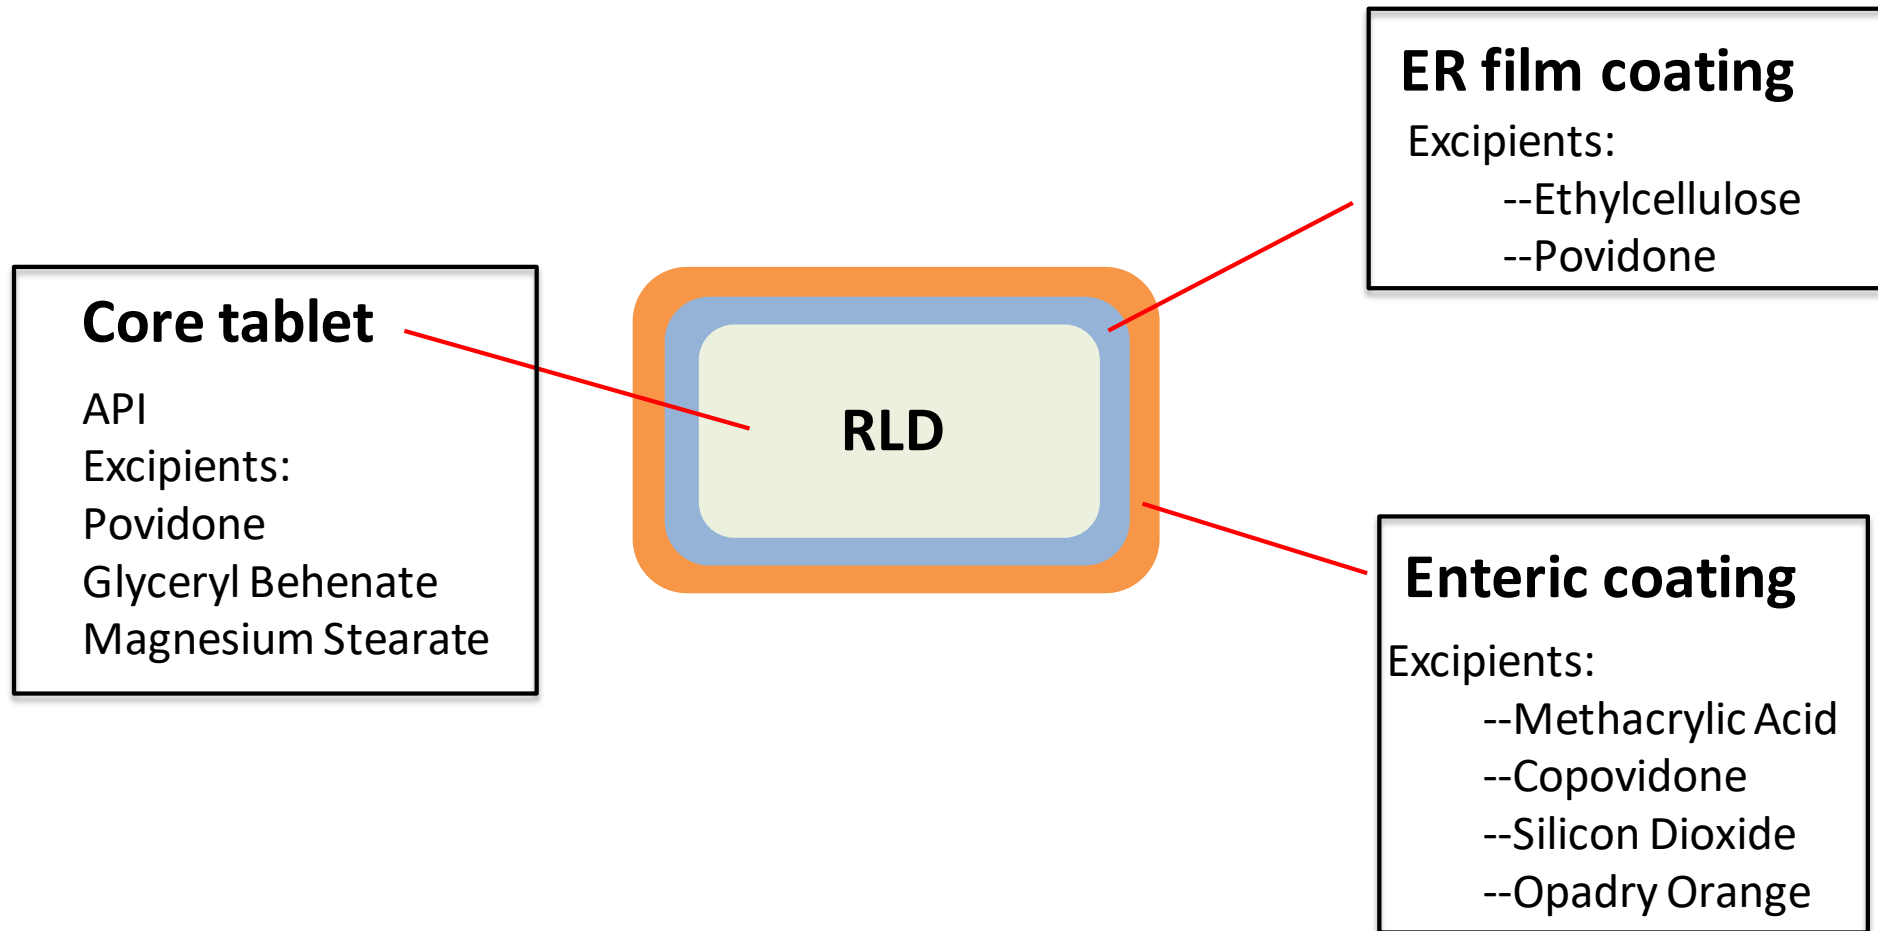 Core tablet
API
Excipients:
Povidone
Glyceryl Behenate
Magnesium Stearate
RLD
ER film coating
Excipients:
--Ethylcellulose
--Povidone
Enteric coating
Excipients:
--Methacrylic Acid
--Copovidone
--Silicon Dioxide
--Opadry Orange